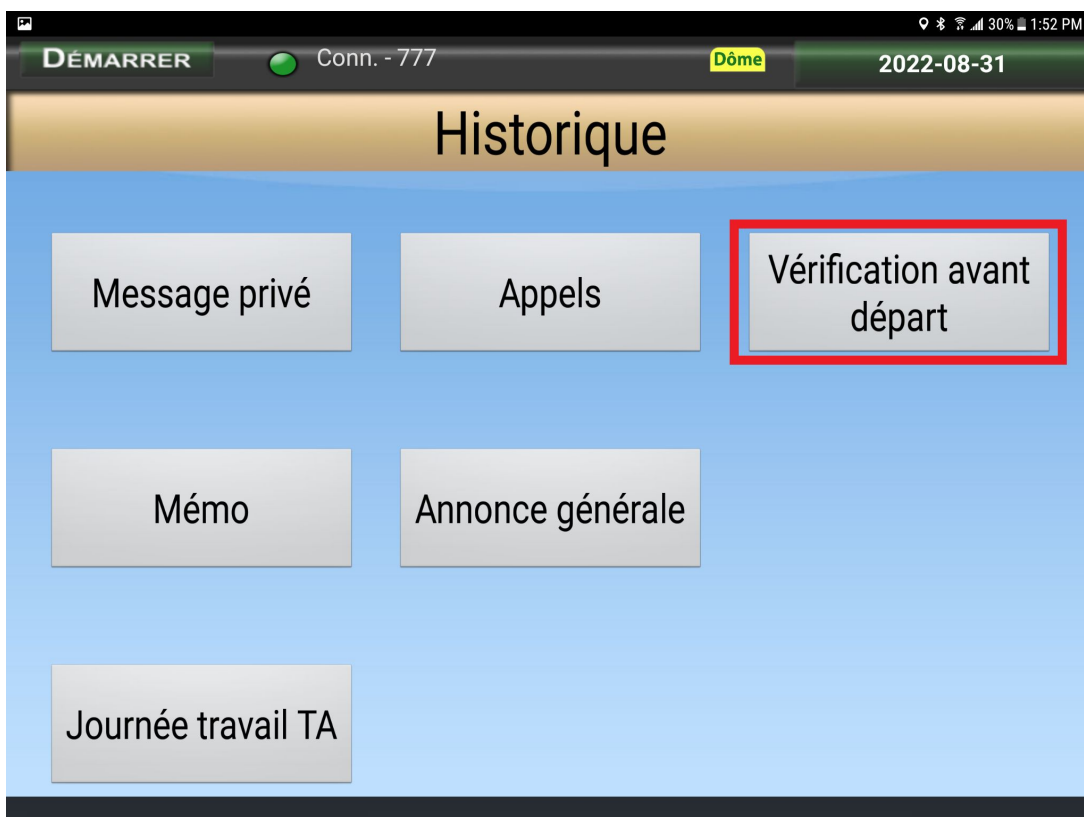 30% 1:52 PM
DÉMARRER Conn. - 777 Dôme 2022-08-31
Historique
Message privé Appels Vérification avant
départ
Mémo Annonce générale
Journée travail TA